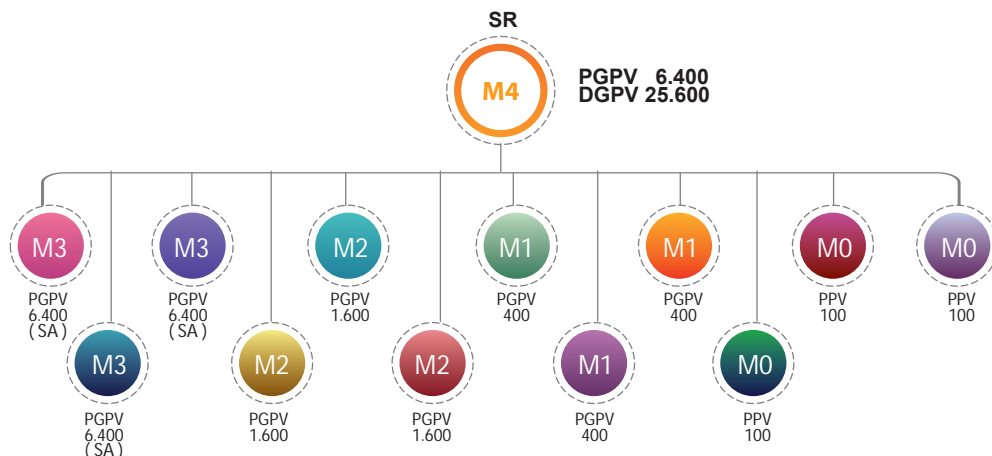 SR
M4
PGPV 6.400
DGPV 25.600
M3
PGPV
6.400
( SA )
M3
PGPV
6.400
( SA )
M2
PGPV
1.600
M1
PGPV
400
M1
PGPV
400
M0
PPV
100
M0
PPV
100
M3
PGPV
6.400
( SA )
M2
PGPV
1.600
M2
PGPV
1.600
M1
PGPV
400
M0
PPV
100